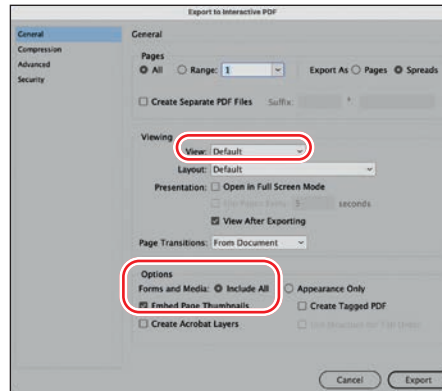 Export to Interactive PDF
General
Compression
Advanced
Security
General
Pages
All Range: 1 Export As Pages Spreads
Create Separate PDF Files Suffix:
Viewing
View: Default
Layout: Default
Presentation: Open in Full Screen Mode
seconds
View After Exporting
Page Transitions: From Document
Options
Forms and Media: Include All Appearance Only
Embed Page Thumbnails Create Tagged PDF
Create Acrobat Layers
Cancel Export